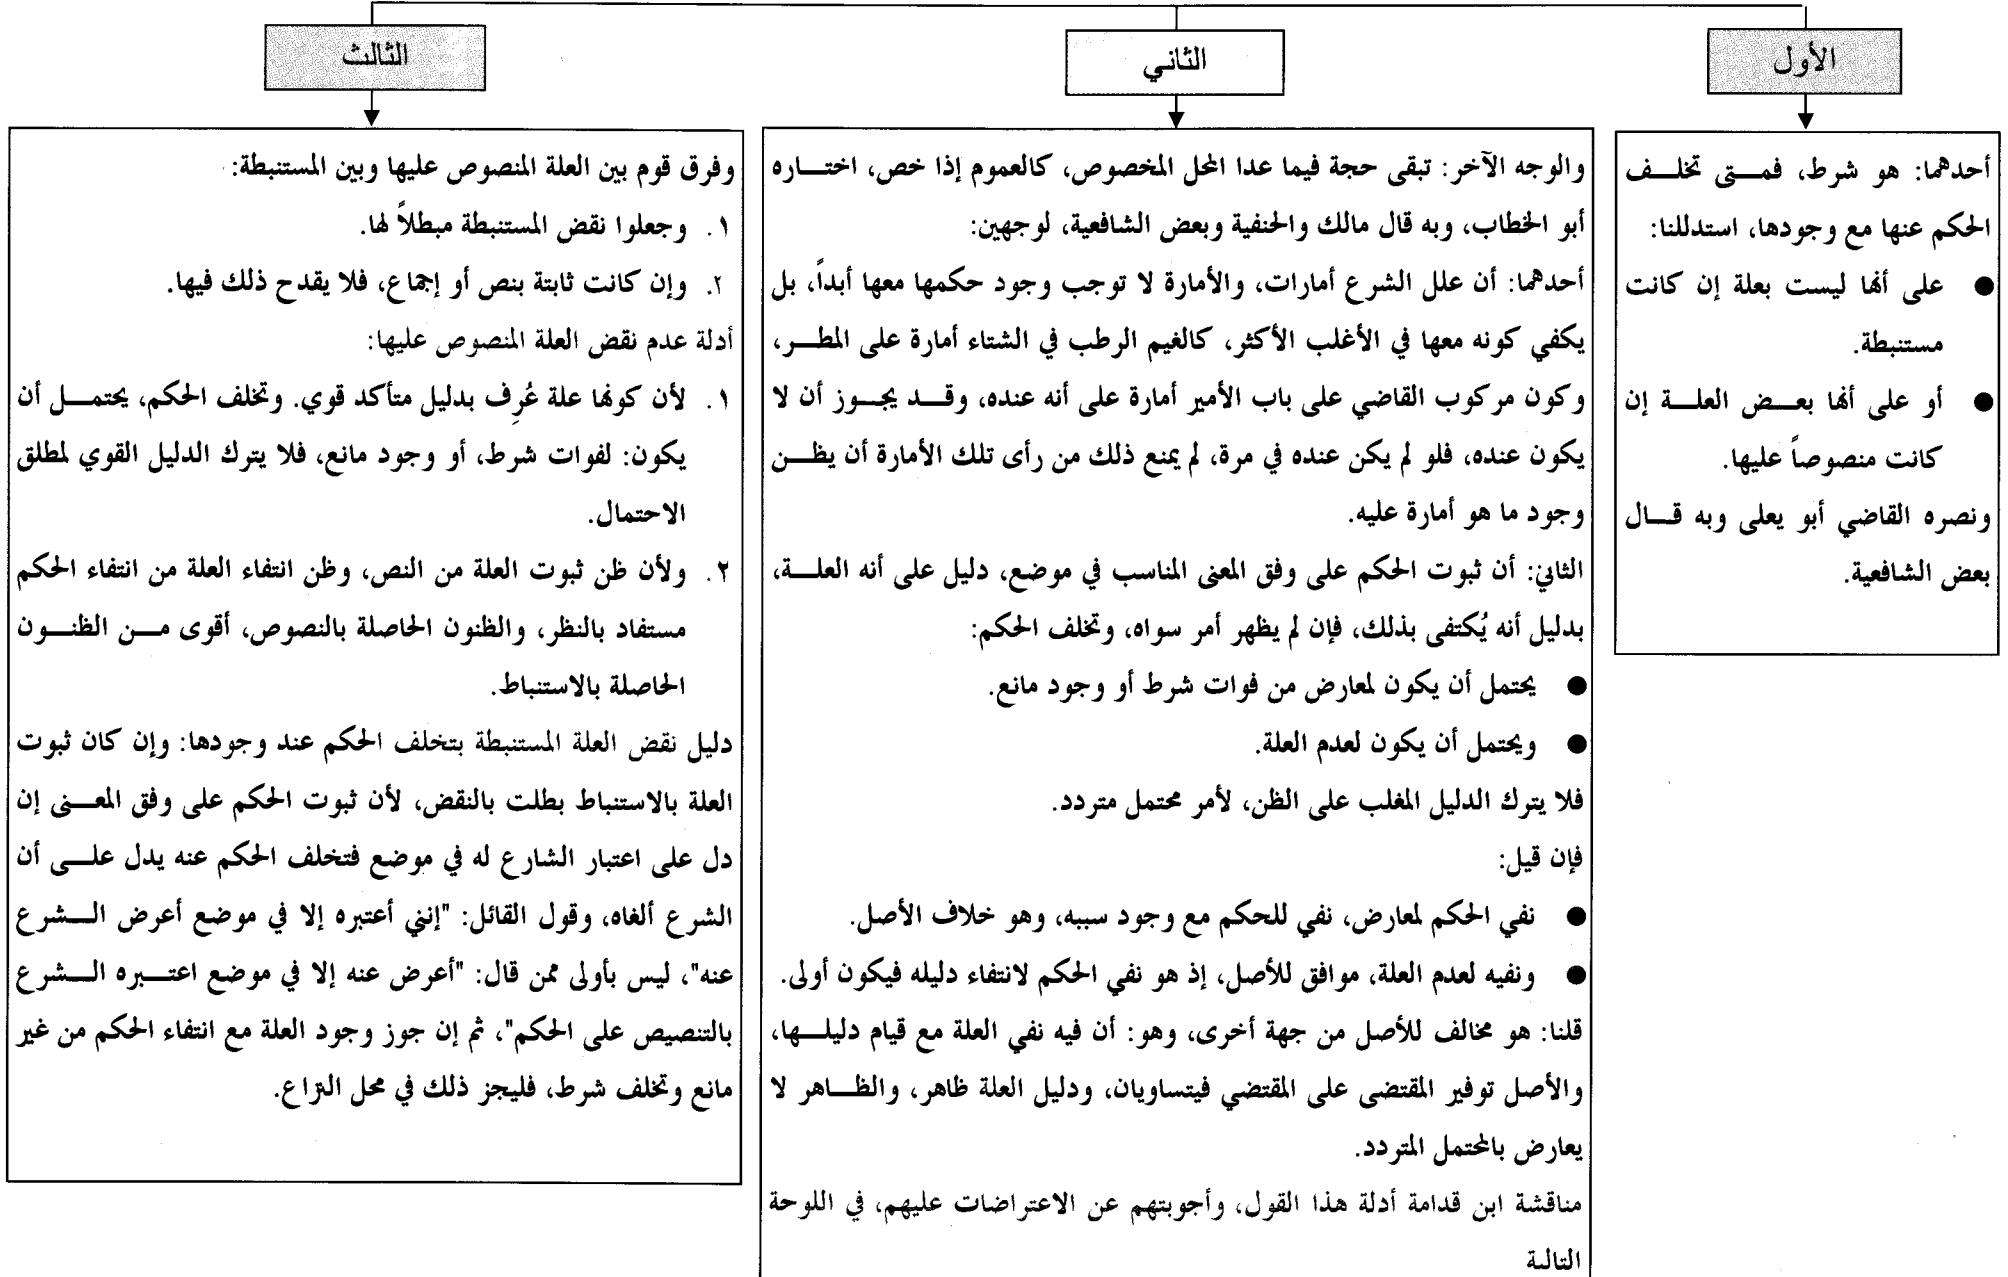 الأول
أحدهما: هو شرط، فمتى تخلف
الحكم عنها مع وجودها، استدللنا:
● على أنها ليست بعلة إن كانت
مستنبطة.
● أو على أنها بعض العلة إن
كانت منصوصاً عليها.
ونصره القاضي أبو يعلى وبه قال
بعض الشافعية.
الثاني
والوجه الآخر: تبقى حجة فيما عدا المحل المخصوص، كالعموم إذا خص، اختاره
أبو الخطاب، وبه قال مالك والحنفية وبعض الشافعية، لوجهين:
أحدهما: أن علل الشرع أمارات، والأمارة لا توجب وجود حكمها معها أبداً، بل
يكفي كونه معها في الأغلب الأكثر، كالغيم الرطب في الشتاء أمارة على المطر،
وكون مركوب القاضي على باب الأمير أمارة على أنه عنده، وقد يجوز أن لا
يكون عنده، فلو لم يكن عنده في مرة، لم يمنع ذلك من رأى تلك الأمارة أن يظن
وجود ما هو أمارة عليه.
الثاني: أن ثبوت الحكم على وفق المعنى المناسب في موضع، دليل على أنه العلة،
بدليل أنه يُكتفى بذلك، فإن لم يظهر أمر سواه، وتخلف الحكم:
● يحتمل أن يكون لمعارض من فوات شرط أو وجود مانع.
● ويحتمل أن يكون لعدم العلة.
فلا يترك الدليل المغلب على الظن، لأمر محتمل متردد.
فإن قيل:
● نفي الحكم لمعارض، نفي للحكم مع وجود سببه، وهو خلاف الأصل.
● ونفيه لعدم العلة، موافق للأصل، إذ هو نفي الحكم لانتفاء دليله فيكون أولى.
قلنا: هو مخالف للأصل من جهة أخرى، وهو: أن فيه نفي العلة مع قيام دليلها،
والأصل توفير المقتضى على المقتضي فيتساويان، ودليل العلة ظاهر، والظاهر لا
يعارض بالمحتمل المتردد.
مناقشة ابن قدامة أدلة هذا القول، وأجوبتهم عن الاعتراضات عليهم، في اللوحة
التالية
الثالث
وفرق قوم بين العلة المنصوص عليها وبين المستنبطة:
١. وجعلوا نقض المستنبطة مبطلاً لها.
٢. وإن كانت ثابتة بنص أو إجماع، فلا يقدح ذلك فيها.
أدلة عدم نقض العلة المنصوص عليها:
١. لأن كونها علة عُرِف بدليل متأكد قوي. وتخلف الحكم، يحتمل أن
يكون: لفوات شرط، أو وجود مانع، فلا يترك الدليل القوي لمطلق
الاحتمال.
٢. ولأن ظن ثبوت العلة من النص، وظن انتفاء العلة من انتفاء الحكم
مستفاد بالنظر، والظنون الحاصلة بالنصوص، أقوى من الظنون
الحاصلة بالاستنباط.
دليل نقض العلة المستنبطة بتخلف الحكم عند وجودها: وإن كان ثبوت
العلة بالاستنباط بطلت بالنقض، لأن ثبوت الحكم على وفق المعنى إن
دل على اعتبار الشارع له في موضع فتخلف الحكم عنه يدل على أن
الشرع ألغاه، وقول القائل: "إنني أعتبره إلا في موضع أعرض الشرع
عنه"، ليس بأولى ممن قال: "أعرض عنه إلا في موضع اعتبره الشرع
بالتنصيص على الحكم"، ثم إن جوز وجود العلة مع انتفاء الحكم من غير
مانع وتخلف شرط، فليجز ذلك في محل النزاع.